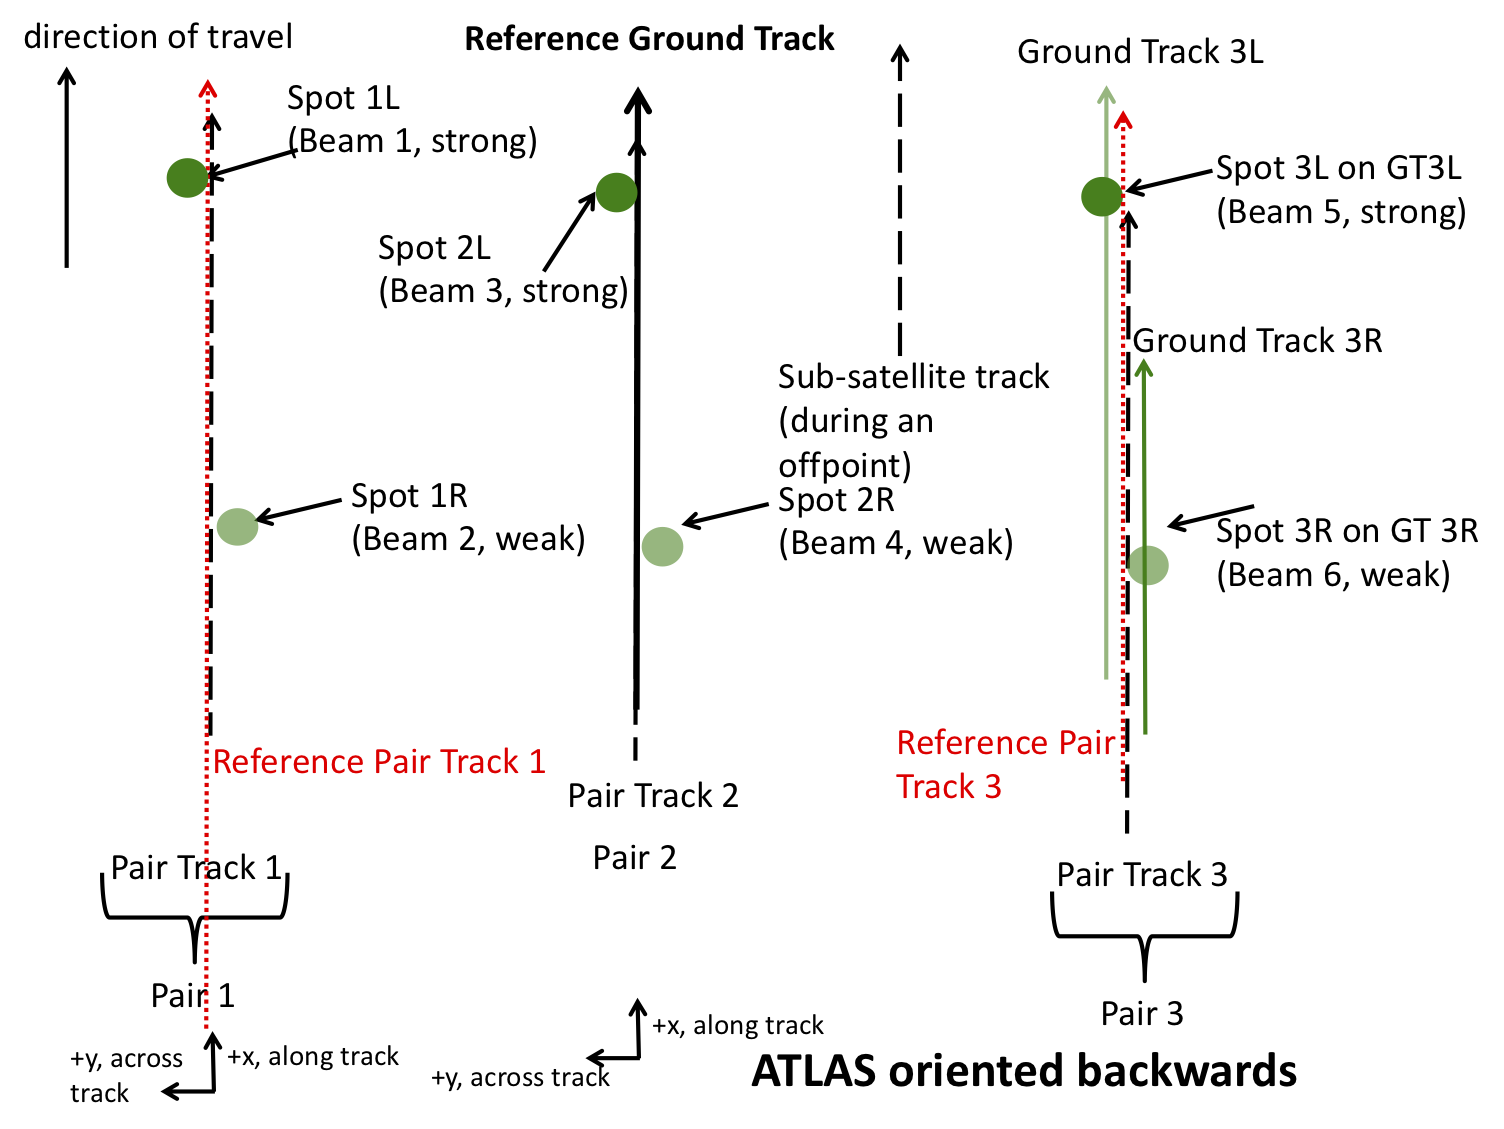 direction of travel
Reference Ground Track
Ground Track 3L
Spot 1L
(Beam 1, strong)
Spot 2L
(Beam 3, strong)
Spot 3L on GT3L
(Beam 5, strong)
Ground Track 3R
Sub-satellite track
(during an
offpoint)
Spot 1R
(Beam 2, weak)
Spot 2R
(Beam 4, weak)
Spot 3R on GT 3R
(Beam 6, weak)
Reference Pair Track 1
Reference Pair
Track 3
Pair Track 2
Pair 2
Pair Track 1
Pair Track 3
Pair 1
Pair 3
+y, across
track
+x, along track
+x, along track
+y, across track
ATLAS oriented backwards